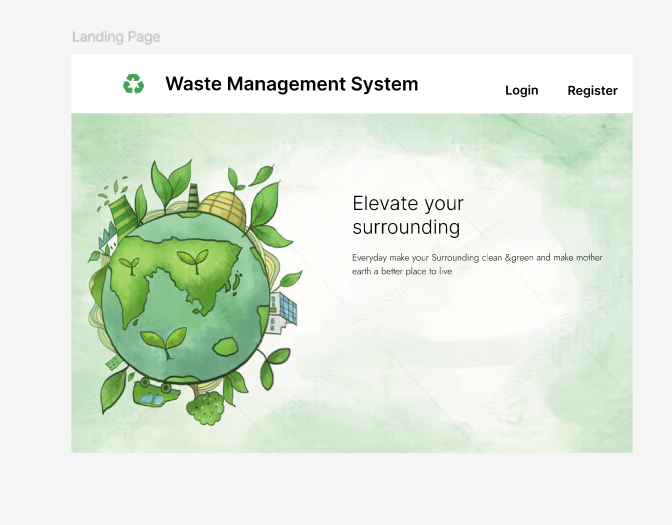 Landing Page
Waste Management System
Login
Register
Elevate your
surrounding
Everyday make your Surrounding clean &green and make mother
earth a better place to live